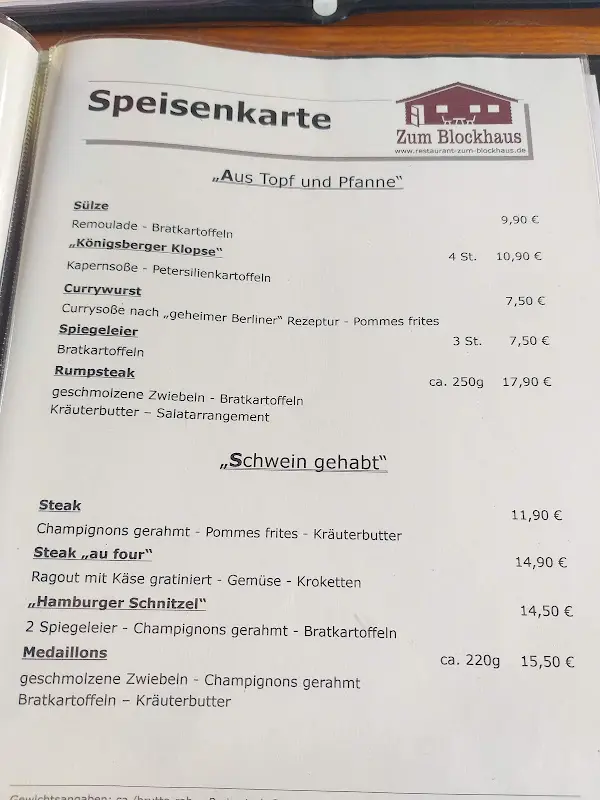 Speisenkarte
Zum Blockhaus
www.restaurant-zum-blockhaus.de
„Aus Topf und Pfanne“
Sülze 9,90 €
Remoulade - Bratkartoffeln
„Königsberger Klopse“ 4 St. 10,90 €
Kapernsoße - Petersilienkartoffeln
Currywurst 7,50 €
Currysoße nach „geheimer Berliner“ Rezeptur - Pommes frites
Spiegeleier 3 St. 7,50 €
Bratkartoffeln
Rumpsteak ca. 250g 17,90 €
geschmolzene Zwiebeln - Bratkartoffeln
Kräuterbutter – Salatarrangement
„Schwein gehabt“
Steak 11,90 €
Champignons gerahmt - Pommes frites - Kräuterbutter
Steak „au four“ 14,90 €
Ragout mit Käse gratiniert - Gemüse - Kroketten
„Hamburger Schnitzel“ 14,50 €
2 Spiegeleier - Champignons gerahmt - Bratkartoffeln
Medaillons ca. 220g 15,50 €
geschmolzene Zwiebeln - Champignons gerahmt
Bratkartoffeln – Kräuterbutter
Gewichtsangaben: ca.